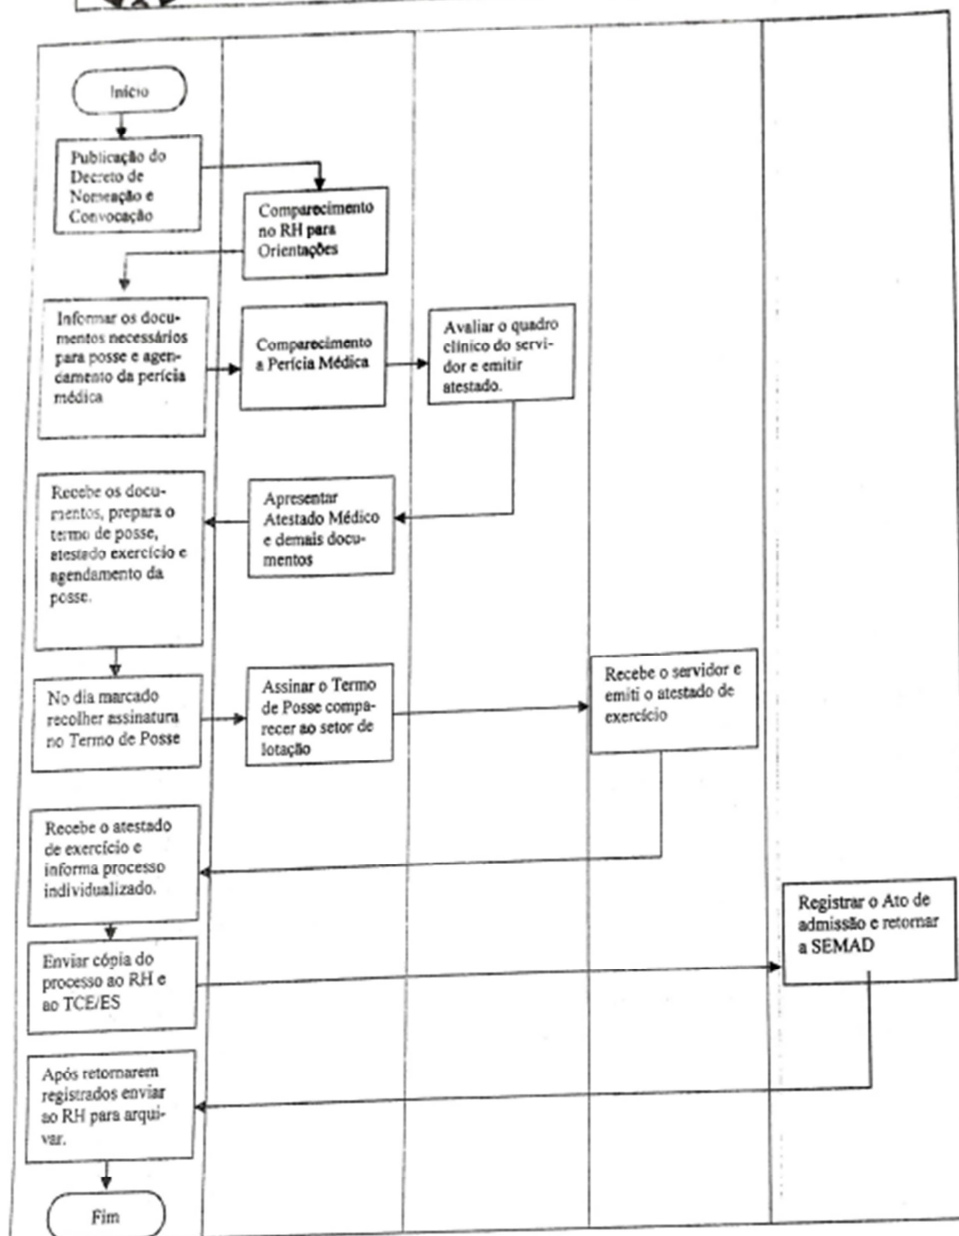 Início
Publicação do
Decreto de
Nomeação e
Convocação
Comparecimento
no RH para
Orientações
Informar os docu-
mentos necessários
para posse e agen-
damento da perícia
médica
Comparecimento
a Perícia Médica
Avaliar o quadro
clínico do servi-
dor e emitir
atestado.
Apresentar
Atestado Médico
e demais docu-
mentos
Recebe os docu-
mentos, prepara o
termo de posse,
atestado exercício e
agendamento da
posse.
No dia marcado
recolher assinatura
no Termo de Posse
Assinar o Termo
de Posse compa-
recer ao setor de
lotação
Recebe o servidor e
emiti o atestado de
exercício
Recebe o atestado
de exercício e
informa processo
individualizado.
Enviar cópia do
processo ao RH e
ao TCE/ES
Registrar o Ato de
admissão e retornar
a SEMAD
Após retornarem
registrados enviar
ao RH para arqui-
var.
Fim